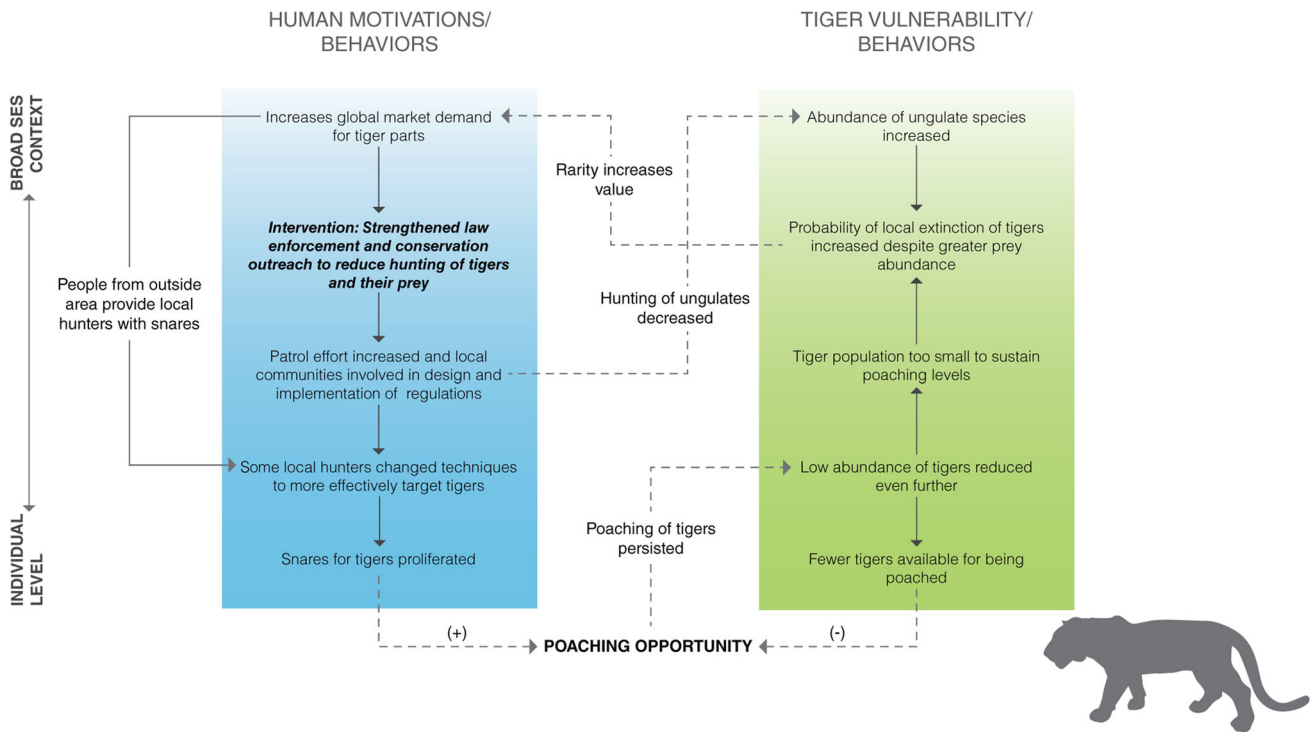 HUMAN MOTIVATIONS/
BEHAVIORS
TIGER VULNERABILITY/
BEHAVIORS
BROAD SES
CONTEXT
INDIVIDUAL
LEVEL
People from outside
area provide local
hunters with snares
Increases global market demand
for tiger parts
Intervention: Strengthened law
enforcement and conservation
outreach to reduce hunting of tigers
and their prey
Patrol effort increased and local
communities involved in design and
implementation of regulations
Some local hunters changed techniques
to more effectively target tigers
Snares for tigers proliferated
Rarity increases
value
Hunting of ungulates
decreased
Poaching of tigers
persisted
Abundance of ungulate species
increased
Probability of local extinction of tigers
increased despite greater prey
abundance
Tiger population too small to sustain
poaching levels
Low abundance of tigers reduced
even further
Fewer tigers available for being
poached
(+)
POACHING OPPORTUNITY
(-)